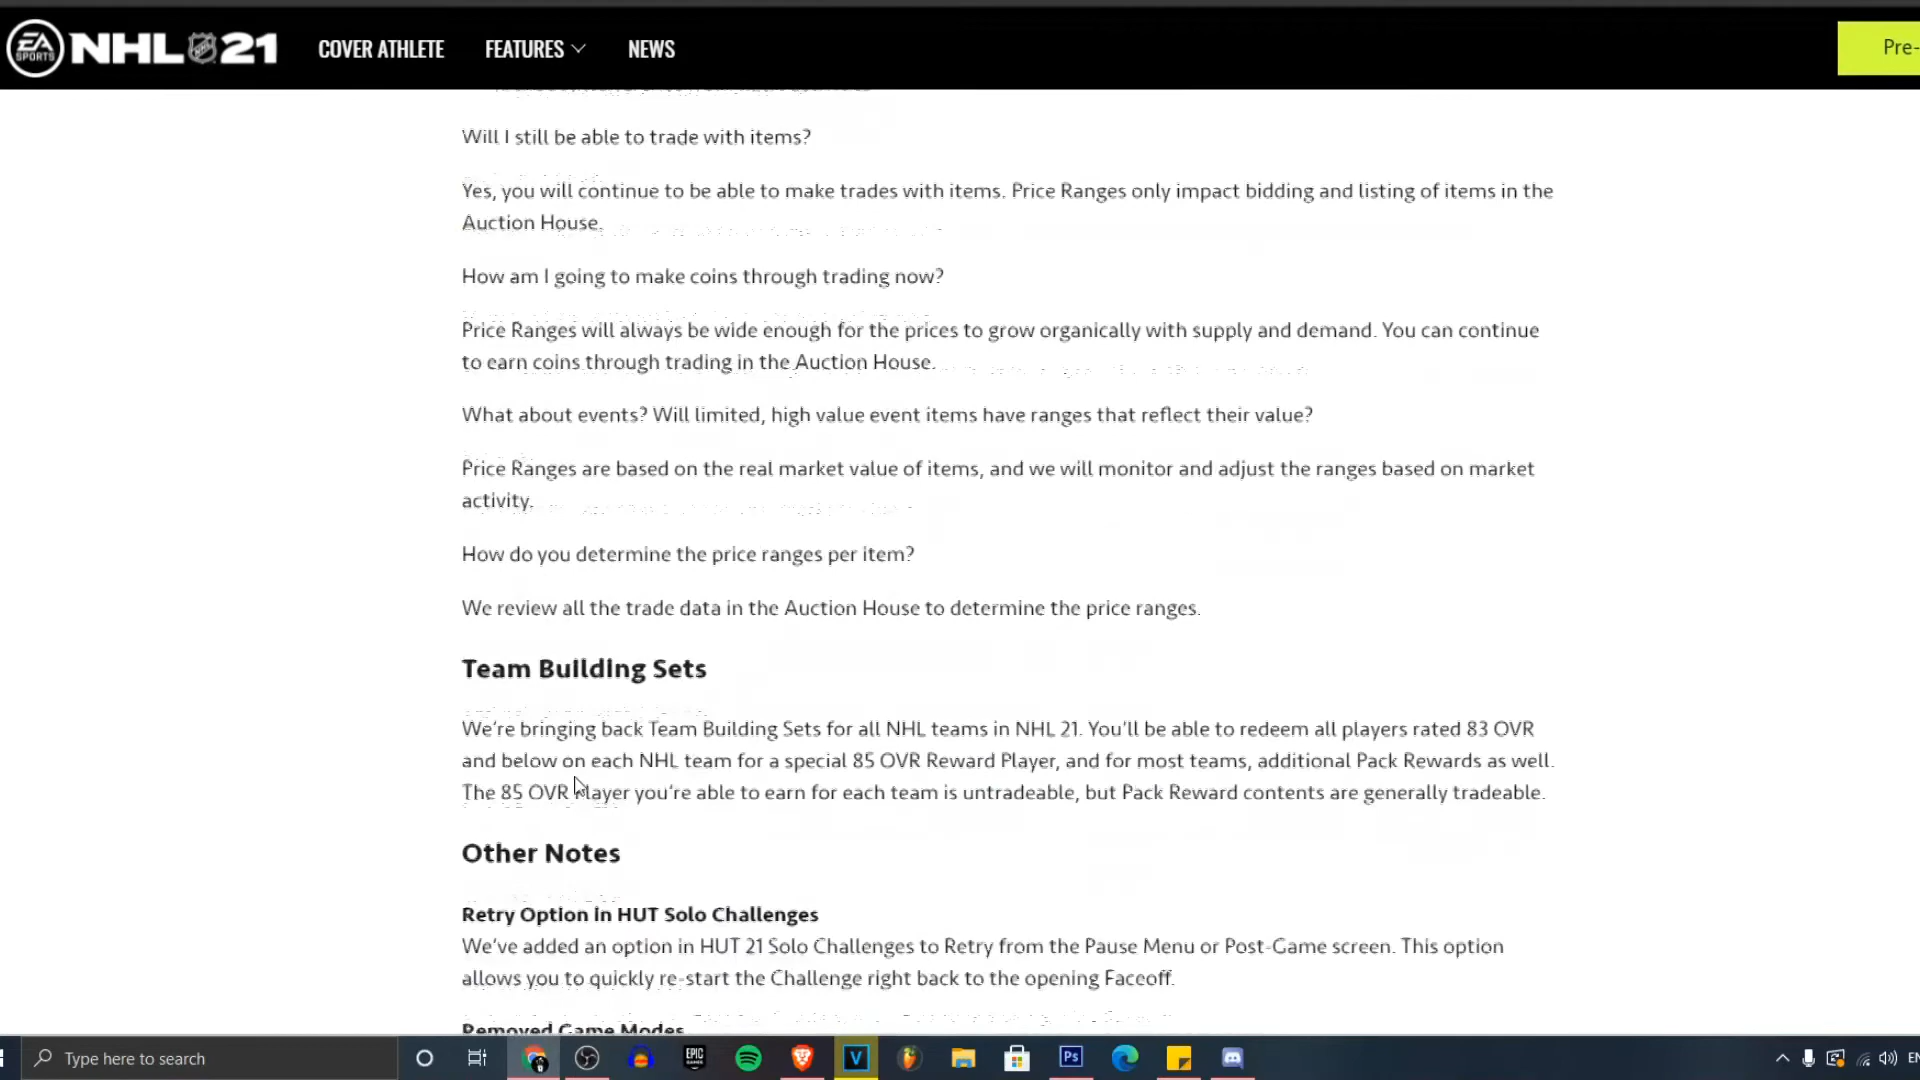 EA SPORTS NHL 21 COVER ATHLETE FEATURES NEWS Pre-
Will I still be able to trade with items?
Yes, you will continue to be able to make trades with items. Price Ranges only impact bidding and listing of items in the
Auction House.
How am I going to make coins through trading now?
Price Ranges will always be wide enough for the prices to grow organically with supply and demand. You can continue
to earn coins through trading in the Auction House.
What about events? Will limited, high value event items have ranges that reflect their value?
Price Ranges are based on the real market value of items, and we will monitor and adjust the ranges based on market
activity.
How do you determine the price ranges per item?
We review all the trade data in the Auction House to determine the price ranges.
Team Building Sets
We're bringing back Team Building Sets for all NHL teams in NHL 21. You'll be able to redeem all players rated 83 OVR
and below on each NHL team for a special 85 OVR Reward Player, and for most teams, additional Pack Rewards as well.
The 85 OVR Player you're able to earn for each team is untradeable, but Pack Reward contents are generally tradeable.
Other Notes
Retry Option in HUT Solo Challenges
We've added an option in HUT 21 Solo Challenges to Retry from the Pause Menu or Post-Game screen. This option
allows you to quickly re-start the Challenge right back to the opening Faceoff.
Removed Game Modes
Type here to search EPIC GAMES V Ps EN